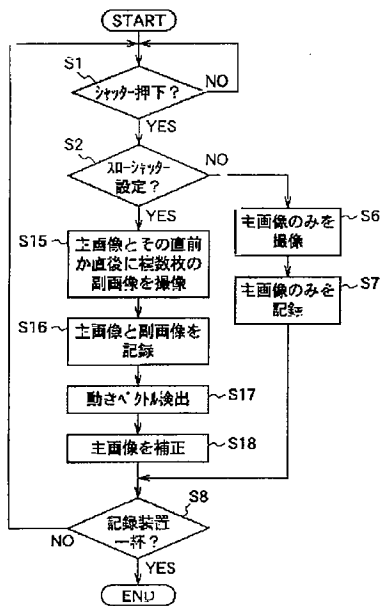 START
S1
シャッター押下？
NO
YES
S2
スローシャッター
設定？
NO
YES
S15
主画像とその直前
か直後に複数枚の
副画像を撮像
S6
主画像のみを
撮像
S7
主画像のみを
記録
S16
主画像と副画像を
記録
動きベクトル検出
S17
主画像を補正
S18
S8
記録装置
一杯？
NO
YES
END